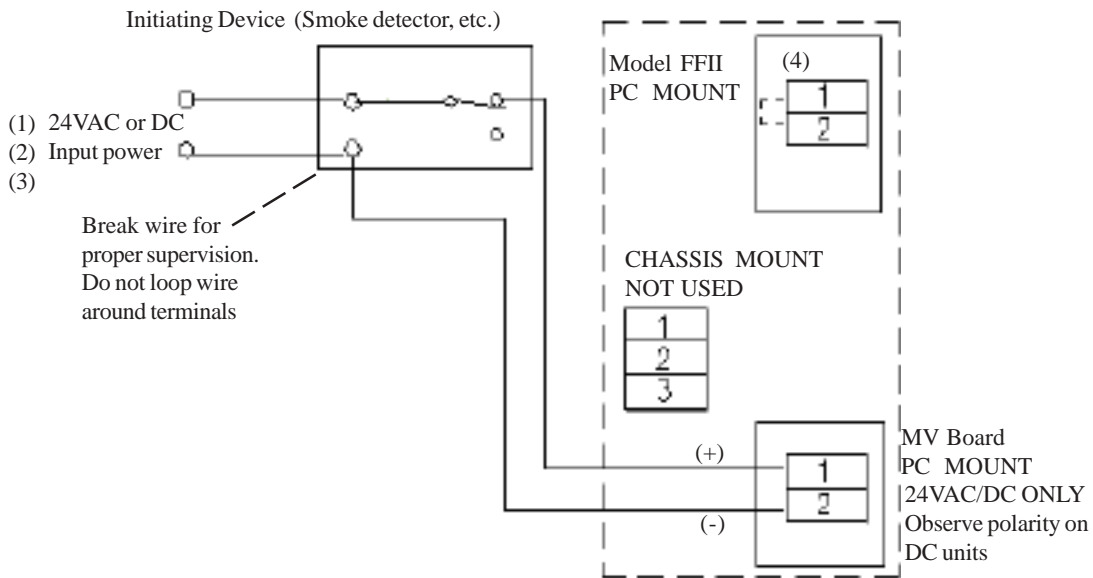 Initiating Device (Smoke detector, etc.)
(1) 24VAC or DC
(2) Input power
(3)
Break wire for
proper supervision.
Do not loop wire
around terminals
Model FFII
PC MOUNT
(4)
1
2
CHASSIS MOUNT
NOT USED
1
2
3
(+)
(-)
1
2
MV Board
PC MOUNT
24VAC/DC ONLY
Observe polarity on
DC units